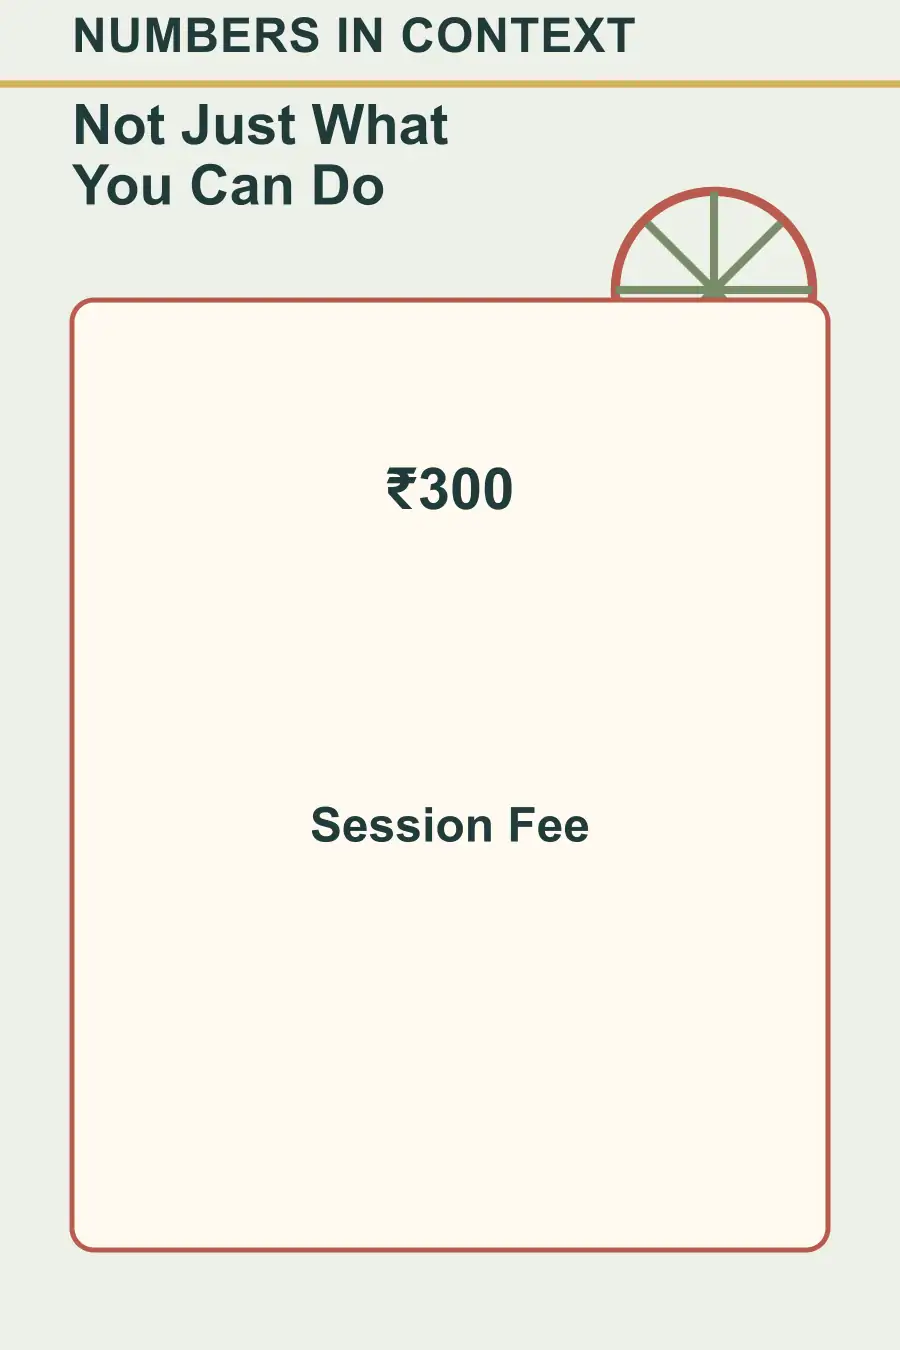 NUMBERS IN CONTEXT
Not Just What
You Can Do
₹300
Session Fee